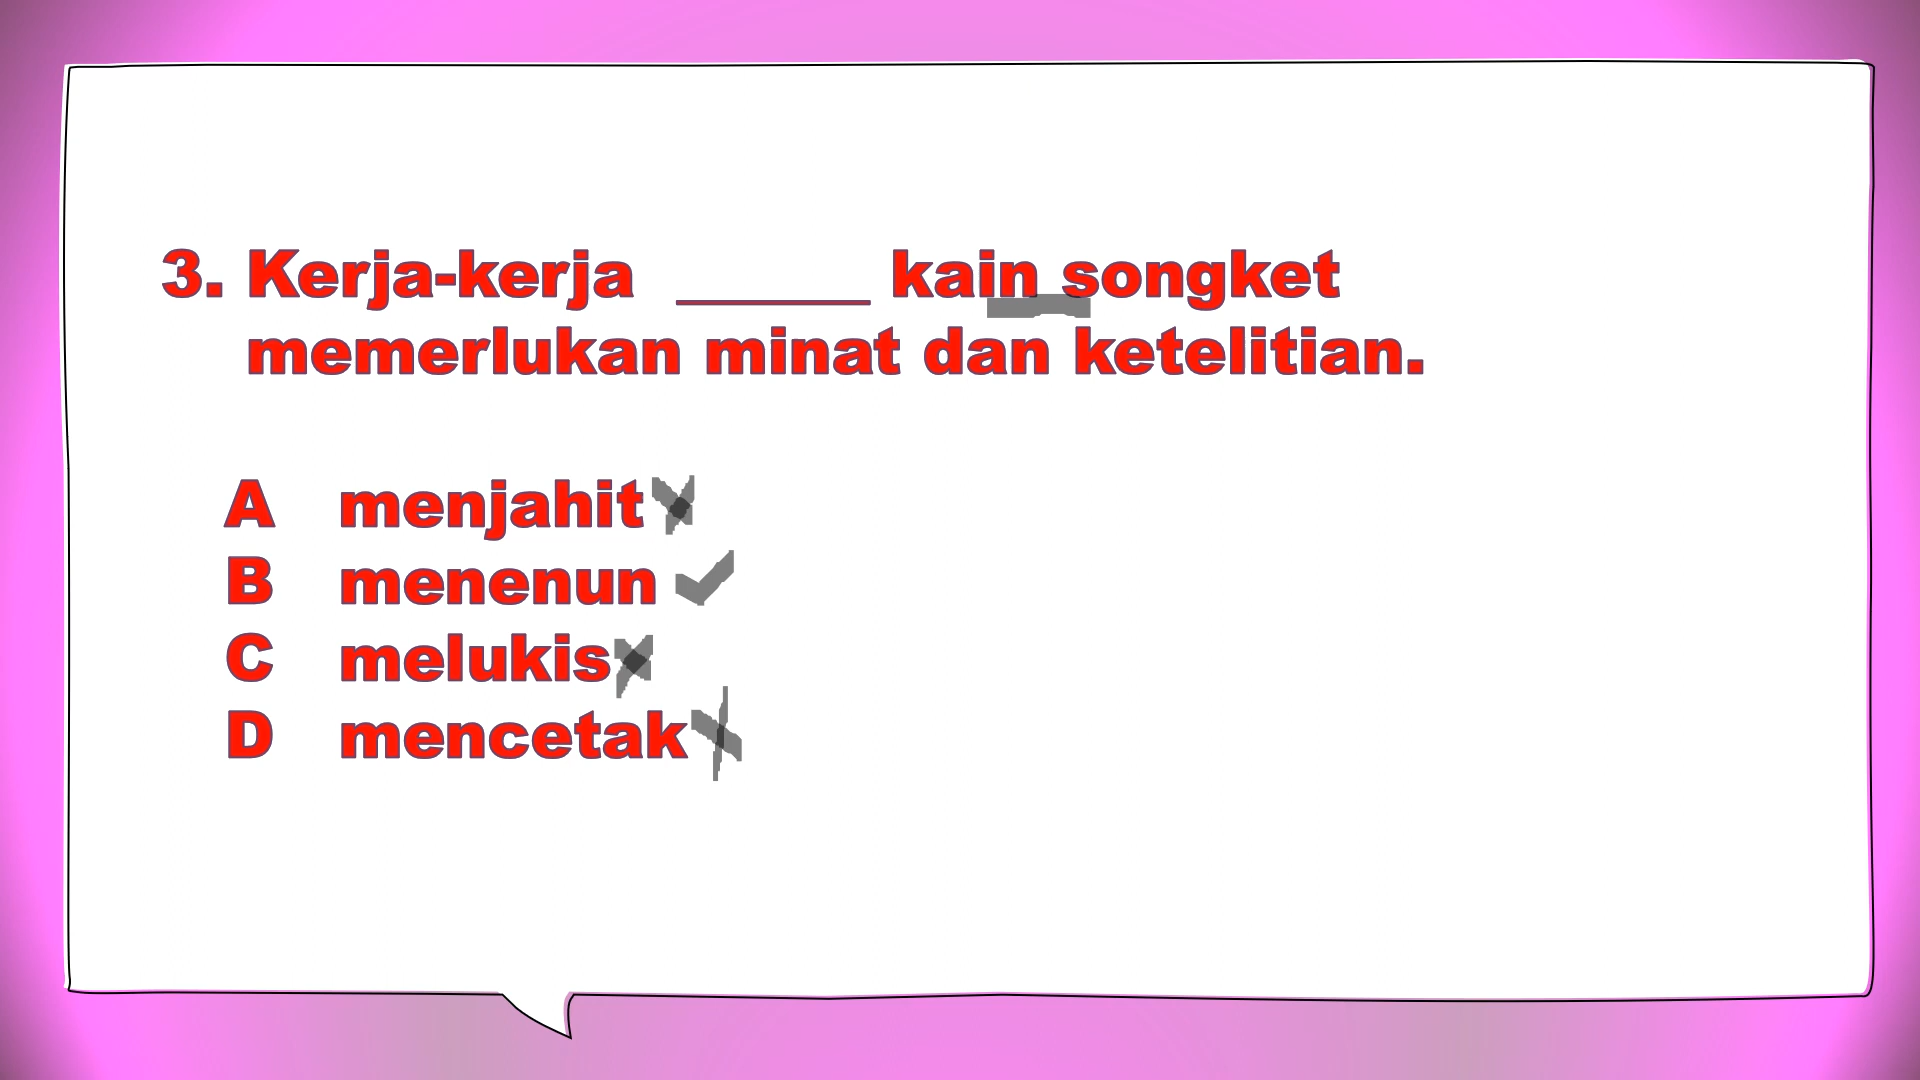 3. Kerja-kerja ______ kain songket
memerlukan minat dan ketelitian.
A menjahit
B menenun
C melukis
D mencetak